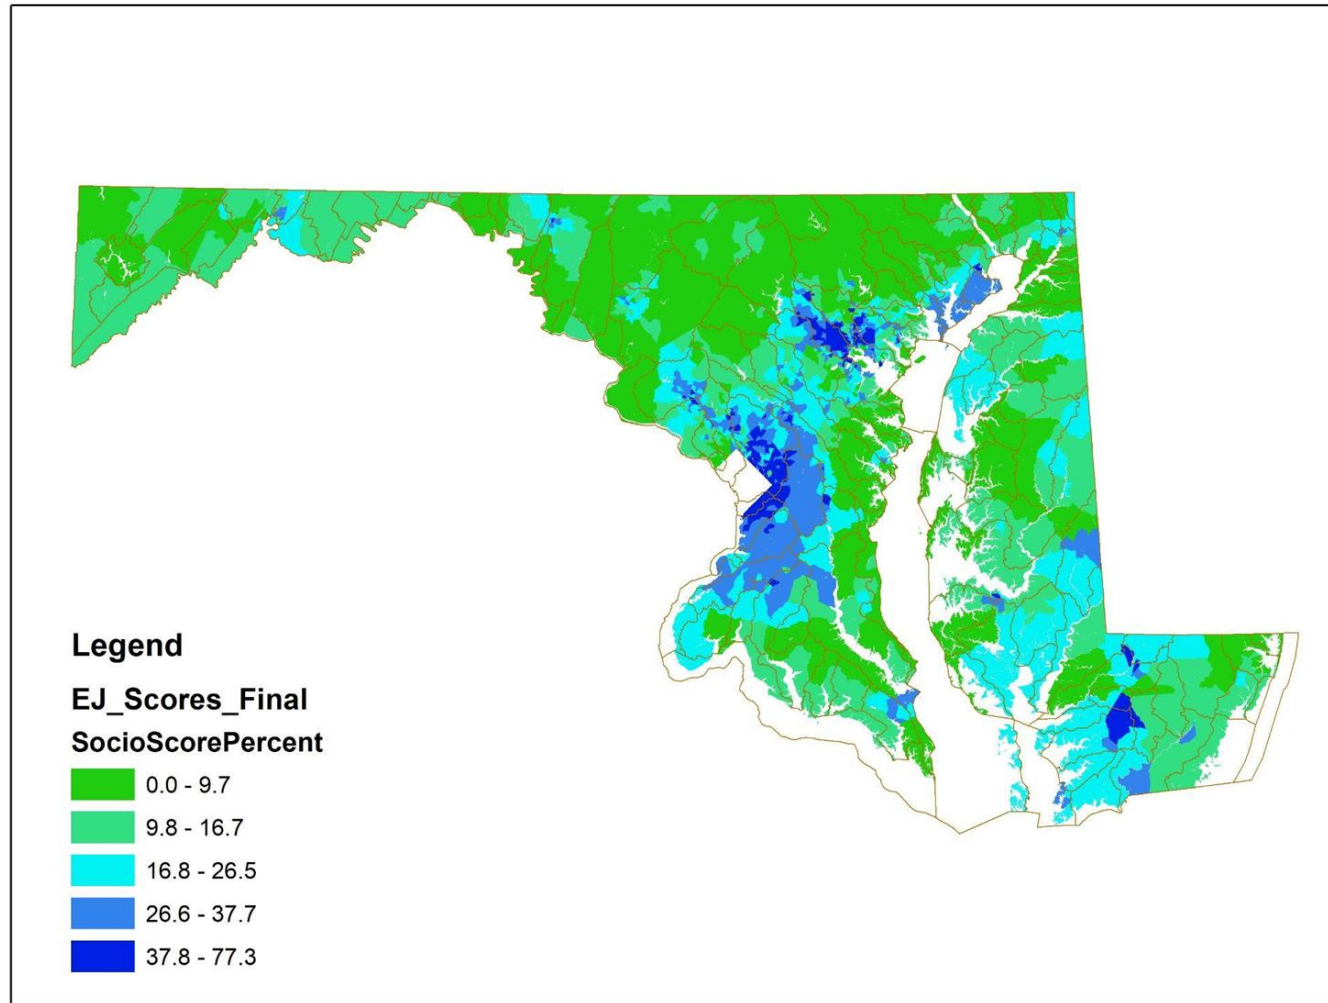 Legend
EJ_Scores_Final
SocioScorePercent
0.0 - 9.7
9.8 - 16.7
16.8 - 26.5
26.6 - 37.7
37.8 - 77.3